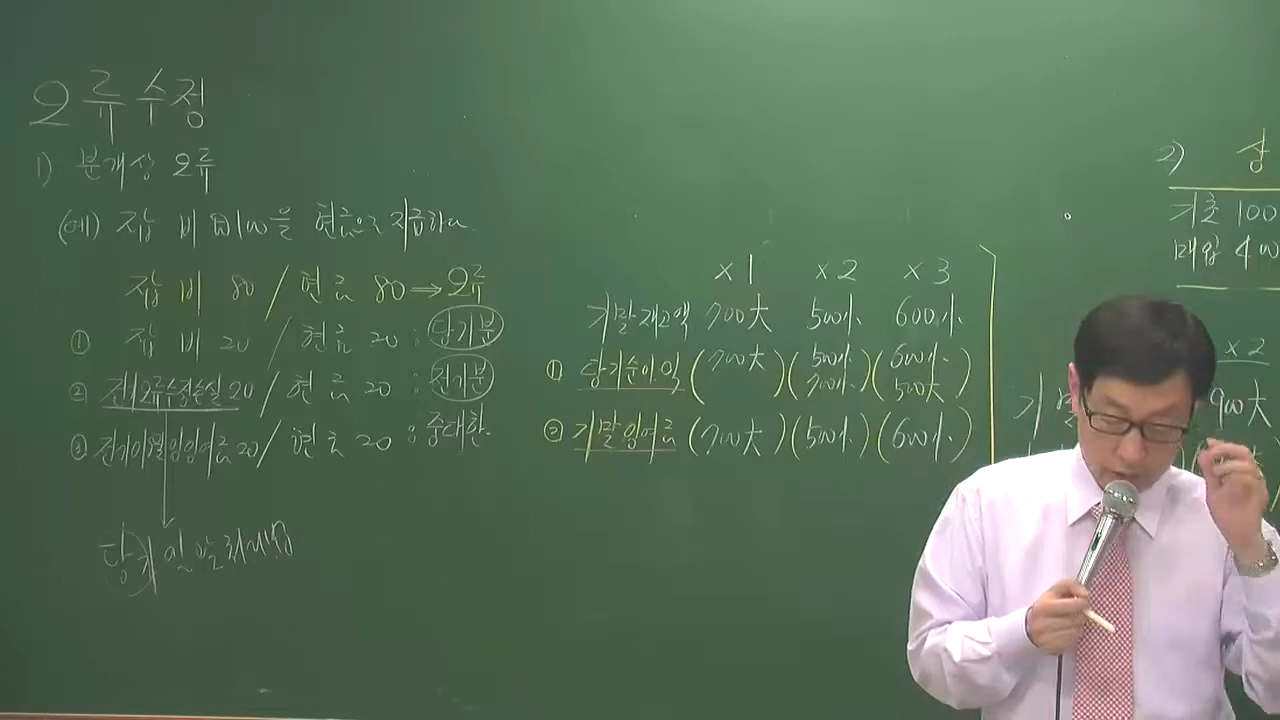 오류수정
1) 분개상 오류
(예) 잡비 ₩100을 현금으로 지급하다.
잡비 80 / 현금 80 → 오류
① 잡비 20 / 현금 20 : 당기분
② 전기오류수정손실 20 / 현금 20 : 전기분
③ 전기이월이익잉여금 20 / 현금 20 : 중대한
당기일괄처리법
×1 ×2 ×3
기말재고액 700大 500小 600小
① 당기순이익 (700大) (500小 700小) (600小 500大)
② 기말잉여금 (700大) (500小) (600小)
2) 상
기초 100
매입 400
×2
기 900大